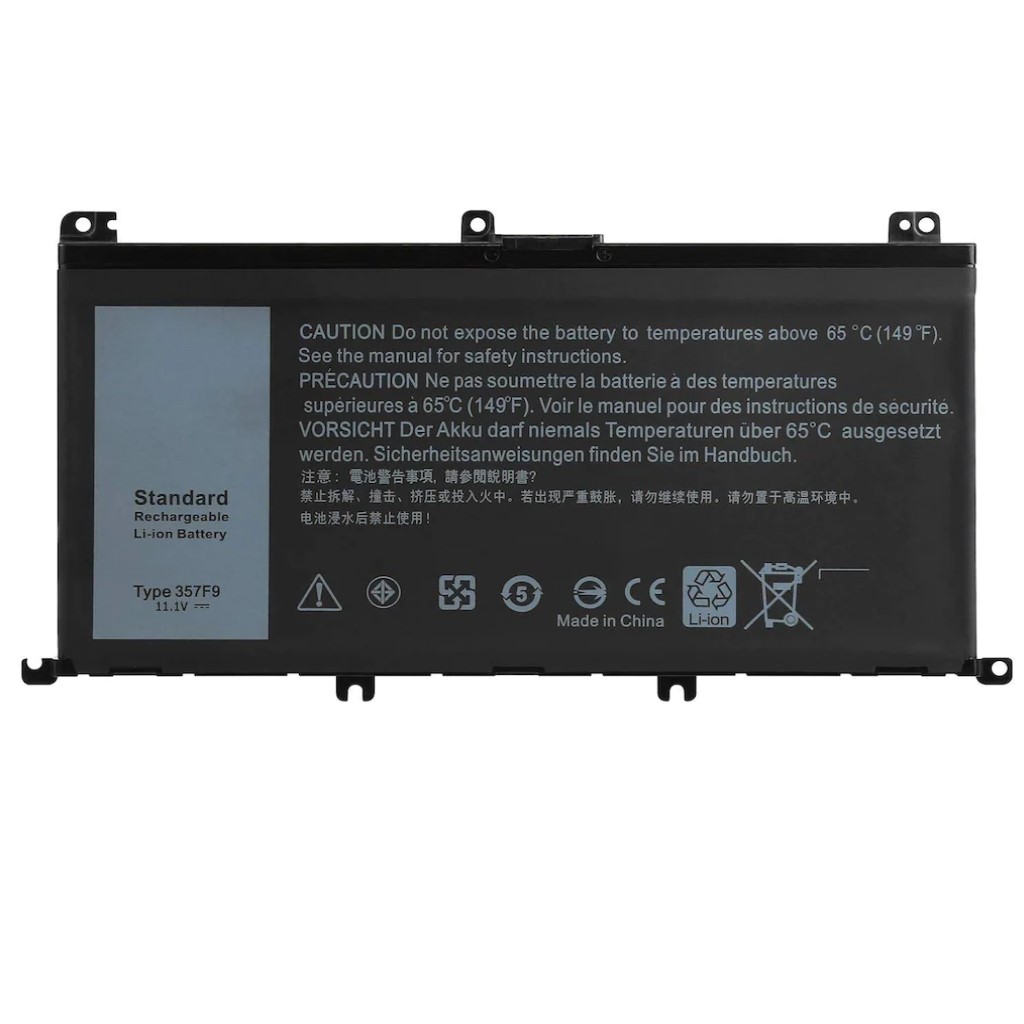 CAUTION Do not expose the battery to temperatures above 65 °C (149 °F).
See the manual for safety instructions.
PRÉCAUTION Ne pas soumettre la batterie à des temperatures
supérieures à 65°C (149°F). Voir le manuel pour des instructions de sécurité.
VORSICHT Der Akku darf niemals Temperaturen über 65°C ausgesetzt
werden. Sicherheitsanweisungen finden Sie im Handbuch.
注意：電池警告事項, 請參閱說明書?
禁止拆解、撞击、挤压或投入火中。若出现严重鼓胀，请勿继续使用。请勿置于高温环境中。
电池浸水后禁止使用！
Standard
Rechargeable
Li-ion Battery
Type 357F9
11.1V
5
CE
Made in China
Li-ion